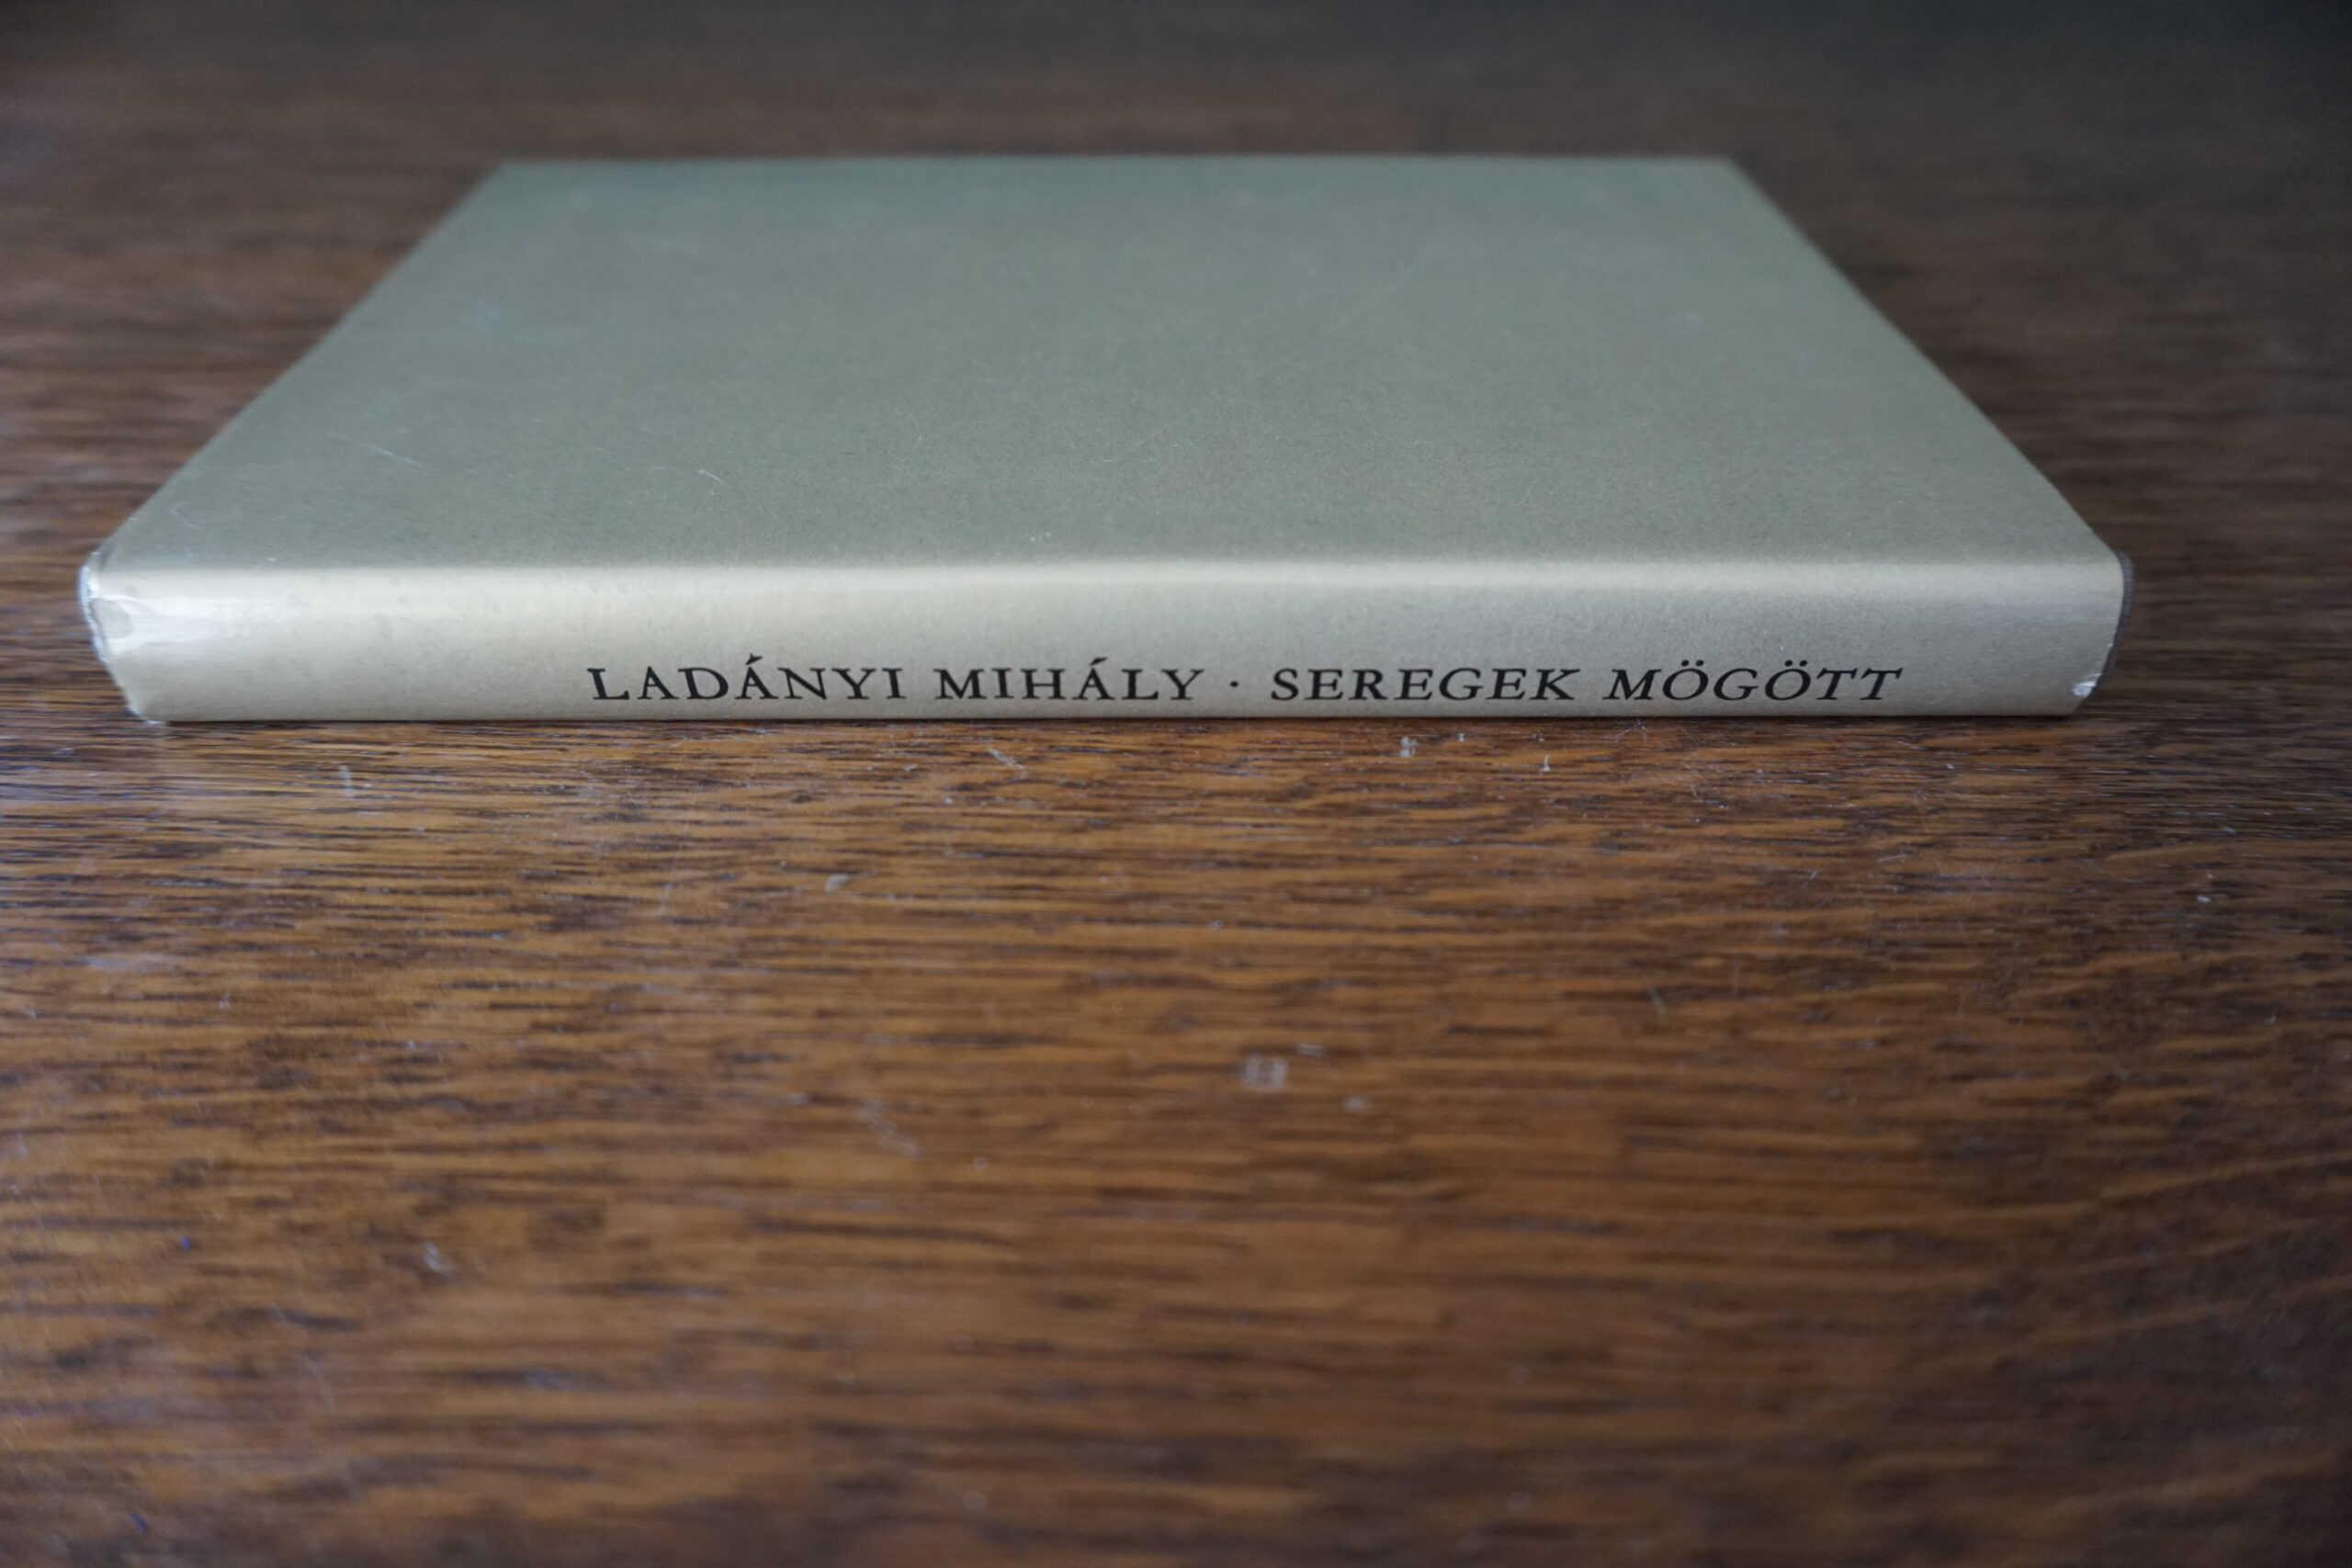 LADÁNYI MIHÁLY · SEREGEK MÖGÖTT